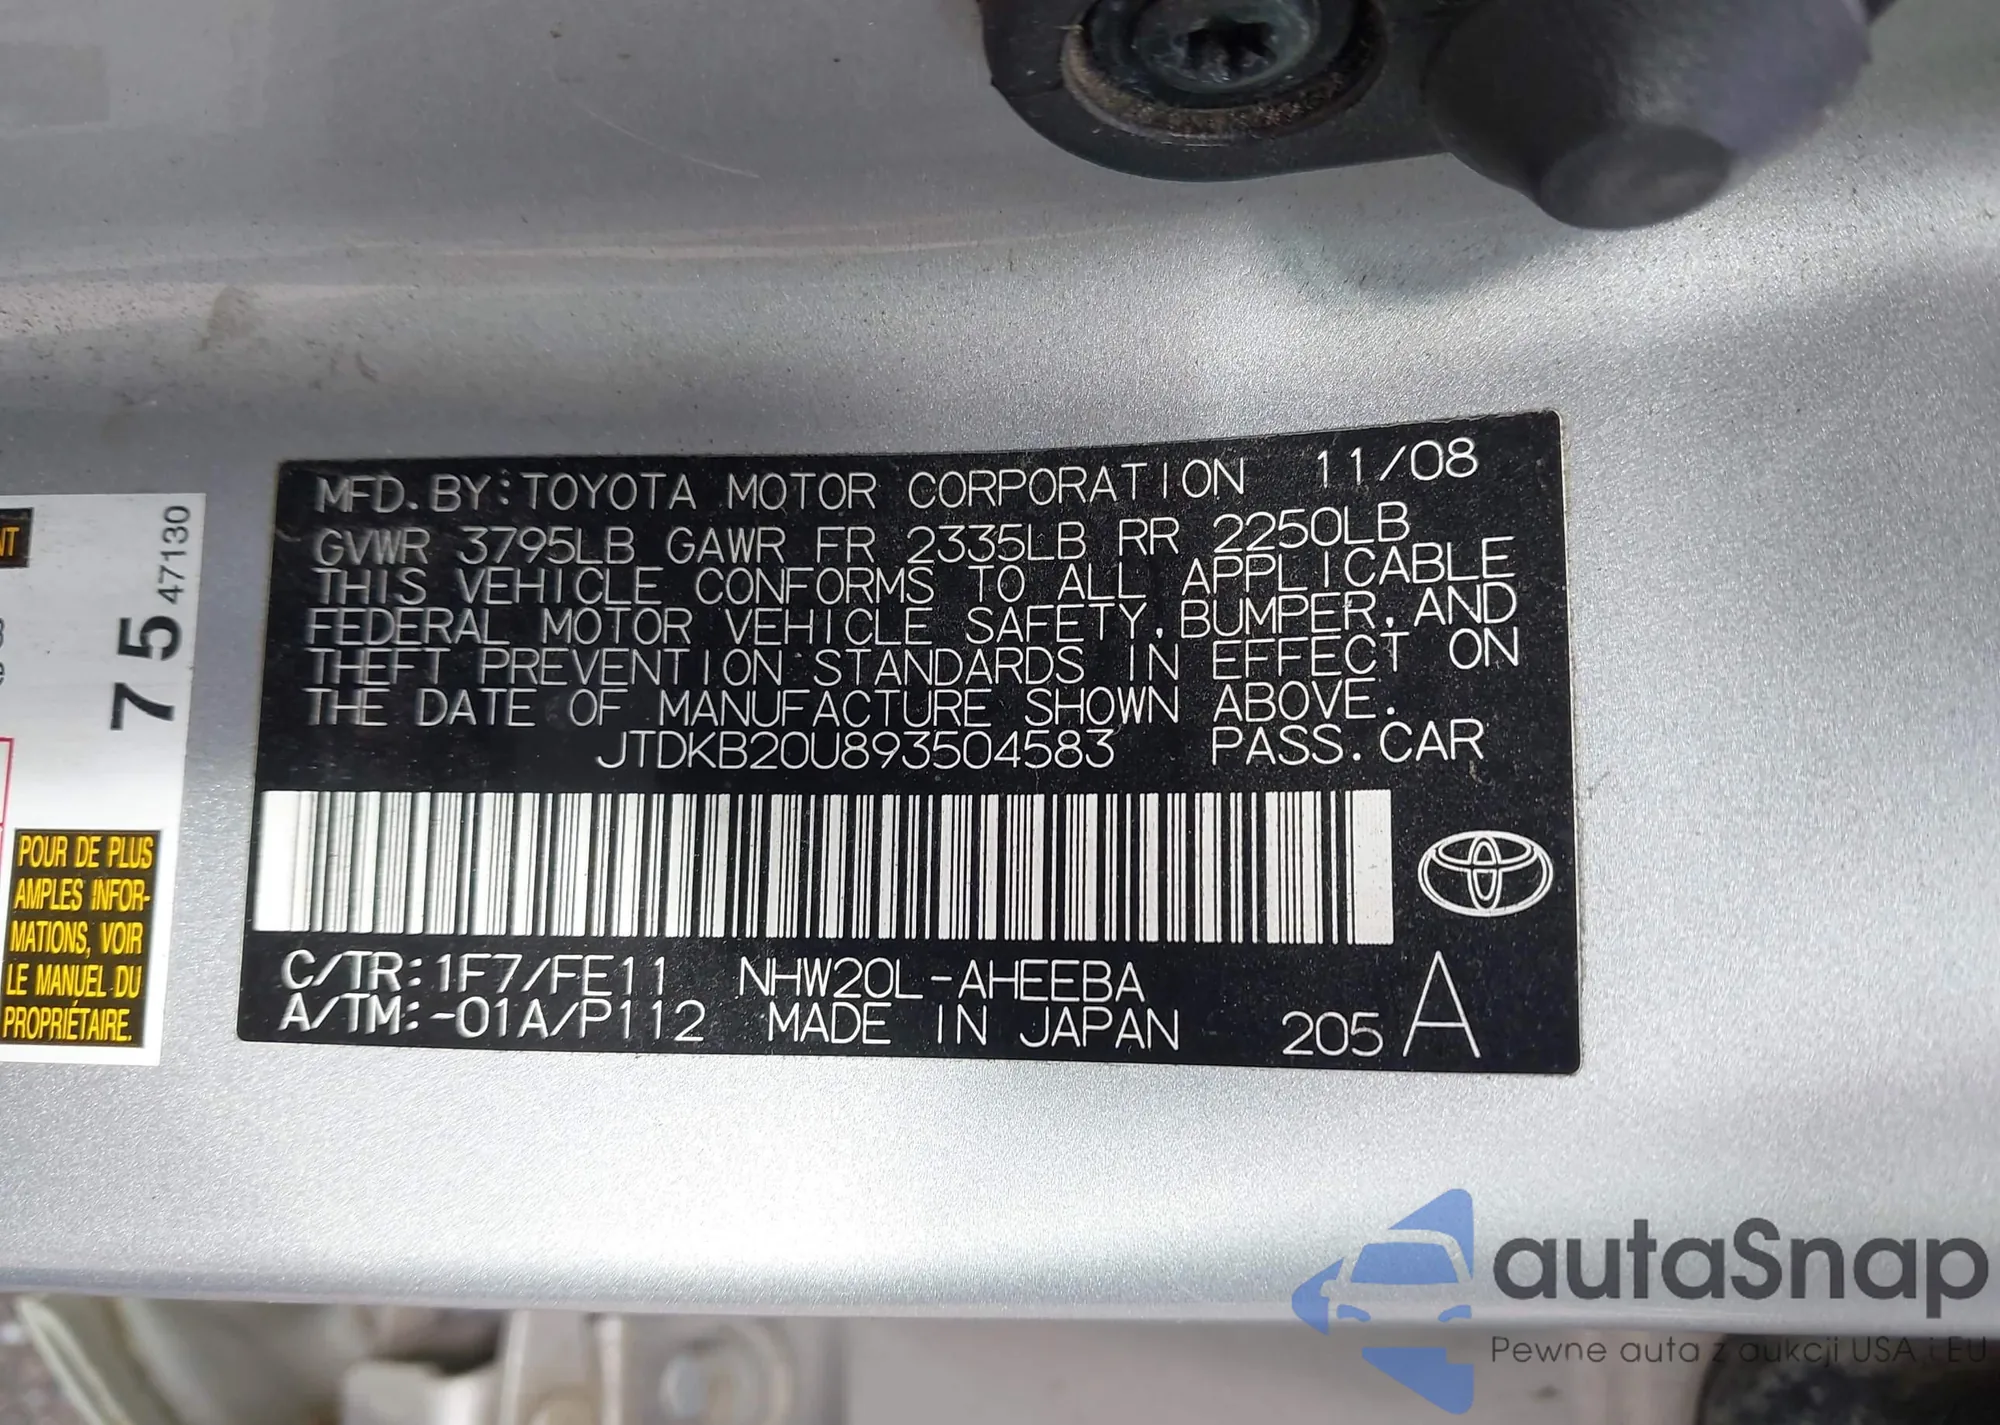 MFD. BY: TOYOTA MOTOR CORPORATION 11/08
GVWR 3795LB GAWR FR 2335LB RR 2250LB
THIS VEHICLE CONFORMS TO ALL APPLICABLE
FEDERAL MOTOR VEHICLE SAFETY, BUMPER, AND
THEFT PREVENTION STANDARDS IN EFFECT ON
THE DATE OF MANUFACTURE SHOWN ABOVE.
JTDKB20U893504583 PASS. CAR
C/TR: 1F7/FE11 NHW20L-AHEEBA
A/TM: -01A/P112 MADE IN JAPAN 205 A
NT
75 47130
POUR DE PLUS
AMPLES INFOR-
MATIONS, VOIR
LE MANUEL DU
PROPRIÉTAIRE.
autaSnap
Pewne auta z aukcji USA i EU